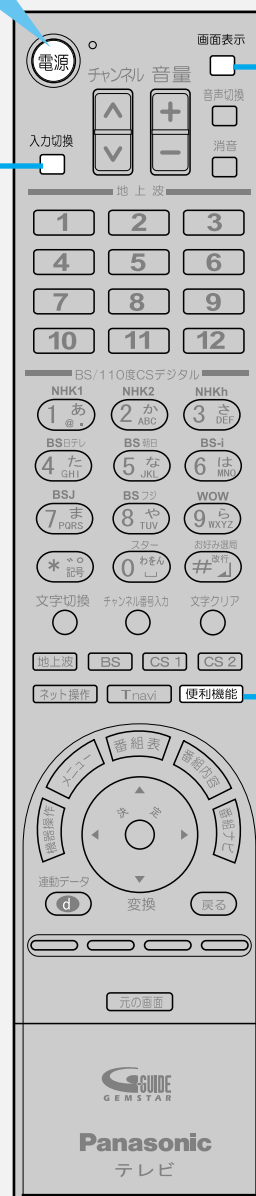 電源
画面表示
チャンネル 音量
音声切換
入力切換
消音
地上波
1 2 3
4 5 6
7 8 9
10 11 12
BS/110度CSデジタル
NHK1 NHK2 NHKh
1 あ @. 2 か ABC 3 さ DEF
BS日テレ BS朝日 BS-i
4 た GHI 5 な JKL 6 は MNO
BSJ BSフジ WOW
7 ま PQRS 8 や TUV 9 ら WXYZ
スター お好み選局
* ゛゜ 記号 0 わをん # 改行
文字切換 チャンネル番号入力 文字クリア
地上波 BS CS 1 CS 2
ネット操作 Tnavi 便利機能
機器操作 メニュー 番組表 番組内容 番組ナビ
決定
連動データ
d 変換 戻る
元の画面
G-GUIDE
GEMSTAR
Panasonic
テレビ